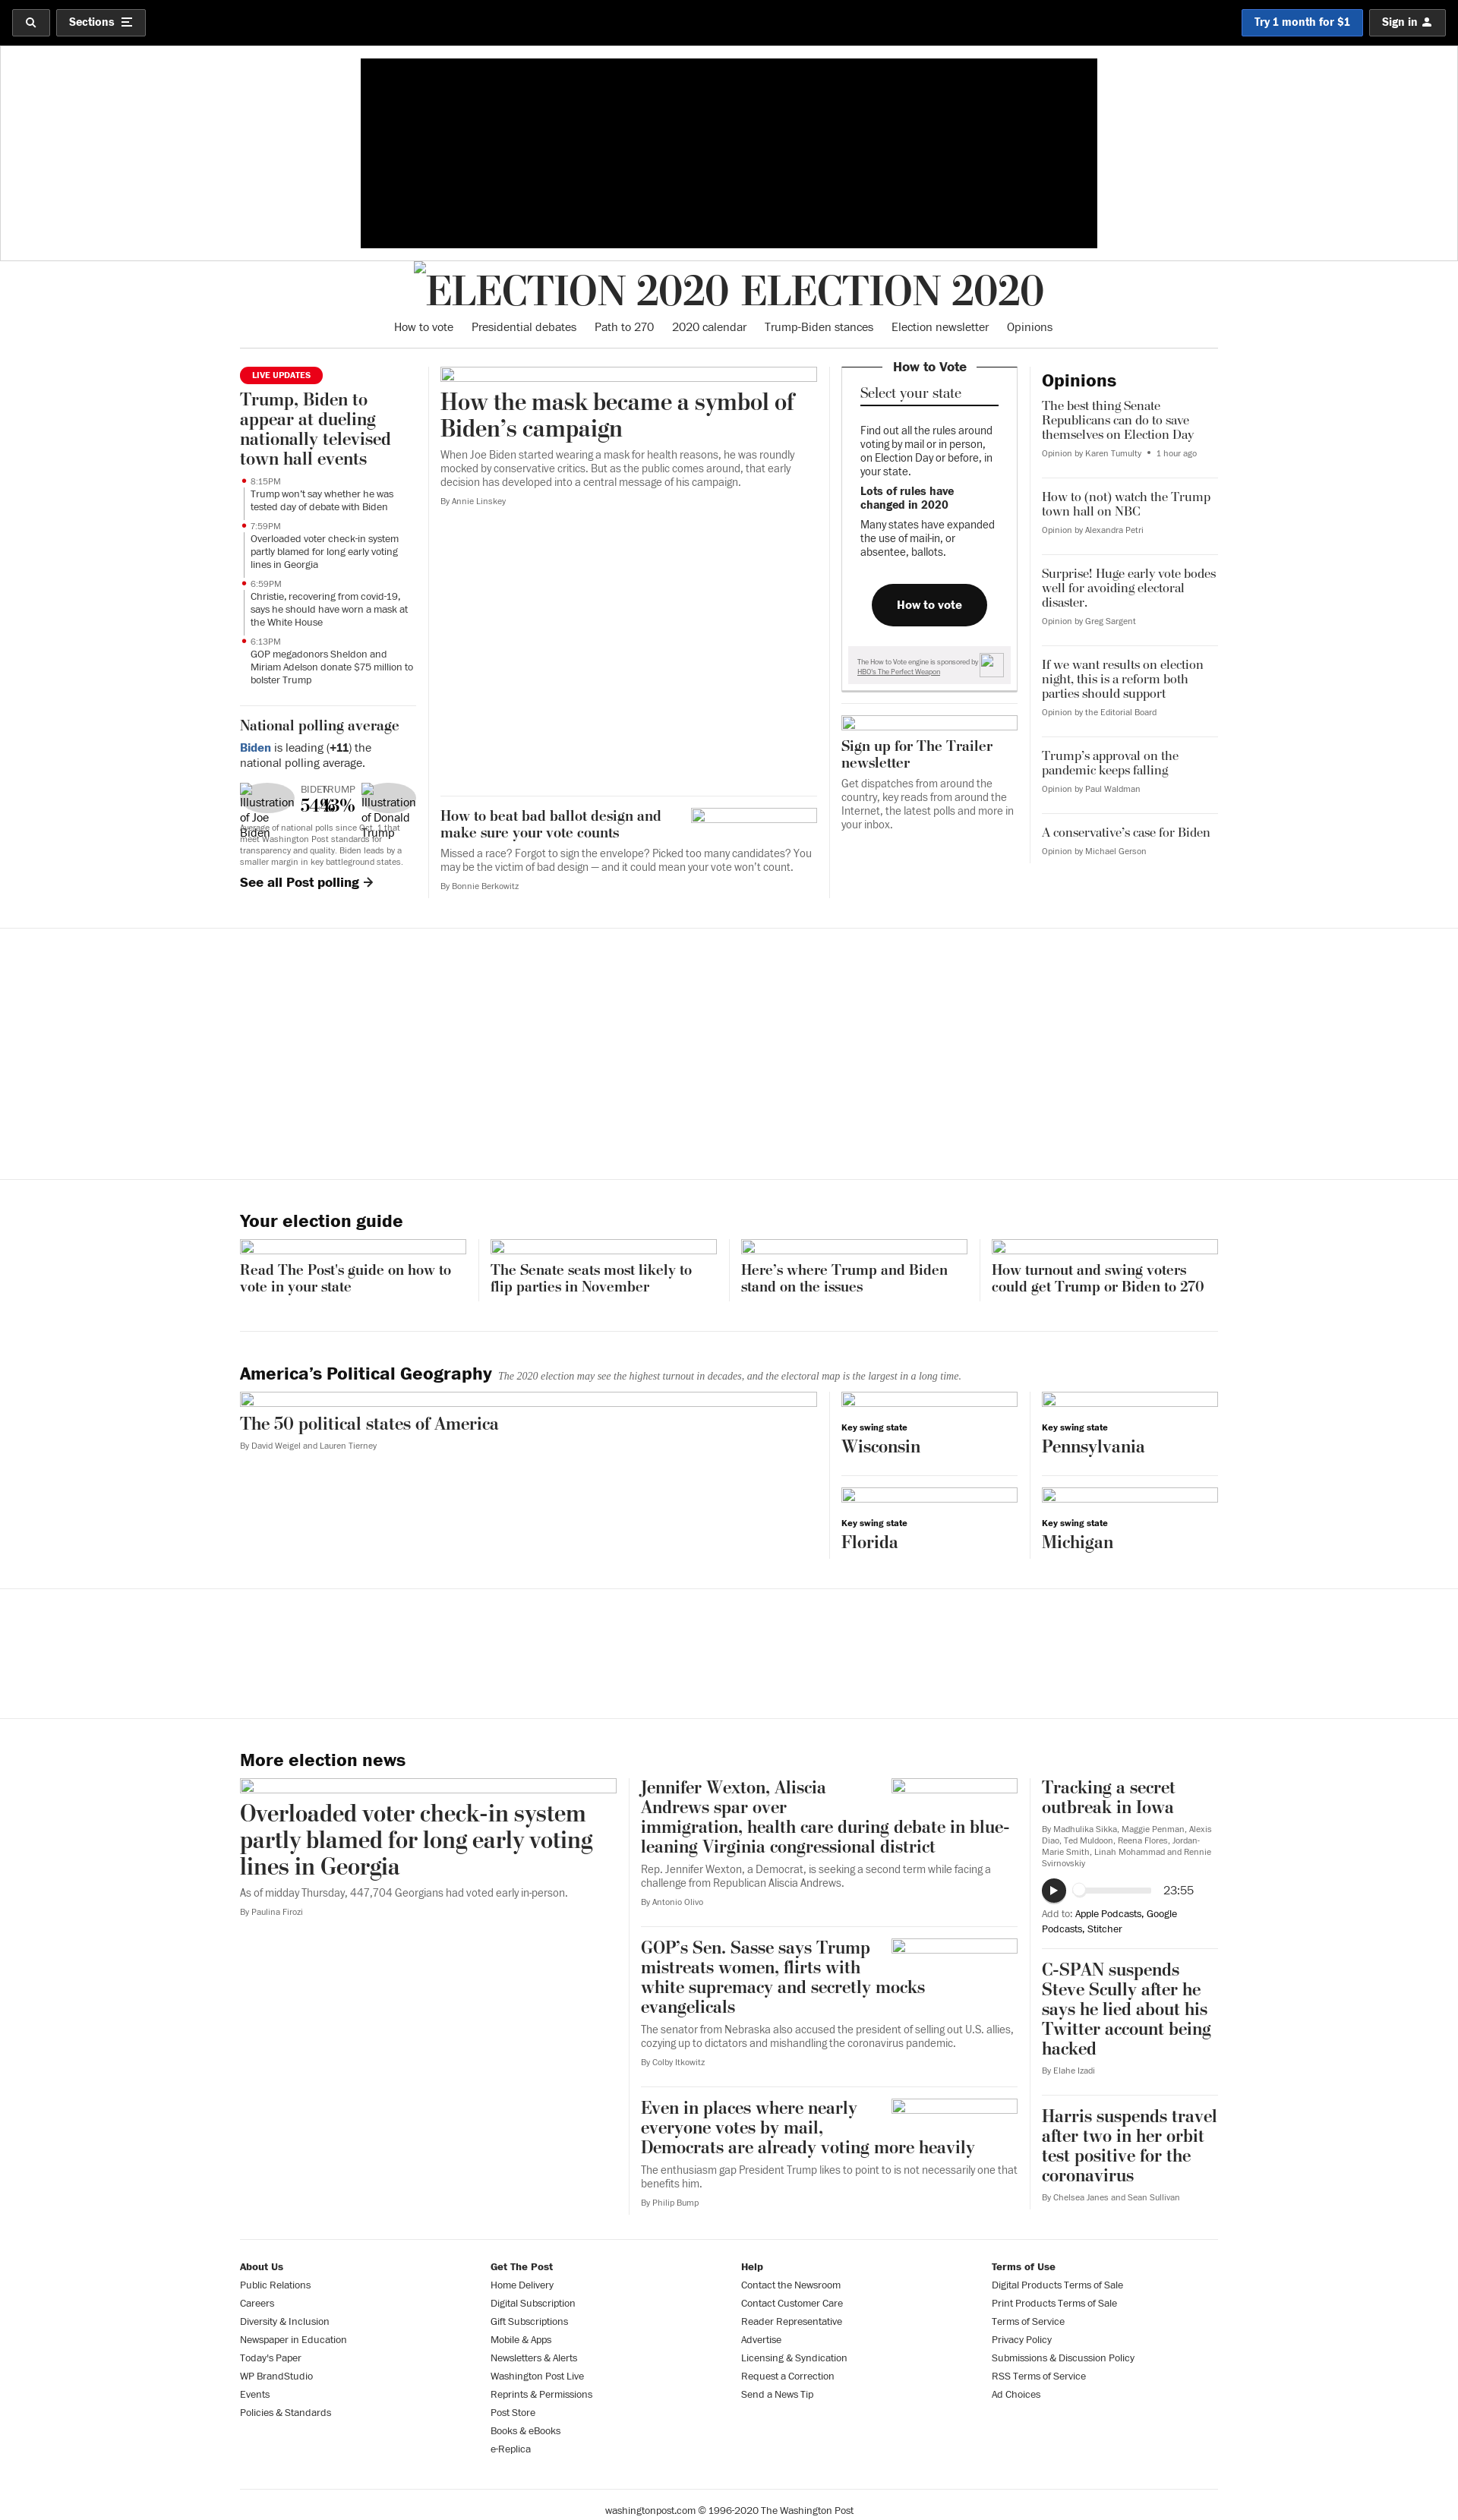 Sections
Try 1 month for $1
Sign in
ELECTION 2020 ELECTION 2020
How to vote
Presidential debates
Path to 270
2020 calendar
Trump-Biden stances
Election newsletter
Opinions
LIVE UPDATES
Trump, Biden to
appear at dueling
nationally televised
town hall events
8:15PM
Trump won't say whether he was
tested day of debate with Biden
7:59PM
Overloaded voter check-in system
partly blamed for long early voting
lines in Georgia
6:59PM
Christie, recovering from covid-19,
says he should have worn a mask at
the White House
6:13PM
GOP megadonors Sheldon and
Miriam Adelson donate $75 million to
bolster Trump
National polling average
Biden is leading (+11) the
national polling average.
Illustration
of Joe
Biden
BIDEN
54%
TRUMP
43%
Illustration
of Donald
Trump
Average of national polls since Oct. 1 that
meet Washington Post standards for
transparency and quality. Biden leads by a
smaller margin in key battleground states.
See all Post polling →
How the mask became a symbol of
Biden’s campaign
When Joe Biden started wearing a mask for health reasons, he was roundly
mocked by conservative critics. But as the public comes around, that early
decision has developed into a central message of his campaign.
By Annie Linskey
How to beat bad ballot design and
make sure your vote counts
Missed a race? Forgot to sign the envelope? Picked too many candidates? You
may be the victim of bad design — and it could mean your vote won’t count.
By Bonnie Berkowitz
How to Vote
Select your state
Find out all the rules around
voting by mail or in person,
on Election Day or before, in
your state.
Lots of rules have
changed in 2020
Many states have expanded
the use of mail-in, or
absentee, ballots.
How to vote
The How to Vote engine is sponsored by
HBO's The Perfect Weapon
Sign up for The Trailer
newsletter
Get dispatches from around the
country, key reads from around the
Internet, the latest polls and more in
your inbox.
Opinions
The best thing Senate
Republicans can do to save
themselves on Election Day
Opinion by Karen Tumulty • 1 hour ago
How to (not) watch the Trump
town hall on NBC
Opinion by Alexandra Petri
Surprise! Huge early vote bodes
well for avoiding electoral
disaster.
Opinion by Greg Sargent
If we want results on election
night, this is a reform both
parties should support
Opinion by the Editorial Board
Trump’s approval on the
pandemic keeps falling
Opinion by Paul Waldman
A conservative’s case for Biden
Opinion by Michael Gerson
Your election guide
Read The Post's guide on how to
vote in your state
The Senate seats most likely to
flip parties in November
Here’s where Trump and Biden
stand on the issues
How turnout and swing voters
could get Trump or Biden to 270
America’s Political Geography The 2020 election may see the highest turnout in decades, and the electoral map is the largest in a long time.
The 50 political states of America
By David Weigel and Lauren Tierney
Key swing state
Wisconsin
Key swing state
Pennsylvania
Key swing state
Florida
Key swing state
Michigan
More election news
Overloaded voter check-in system
partly blamed for long early voting
lines in Georgia
As of midday Thursday, 447,704 Georgians had voted early in-person.
By Paulina Firozi
Jennifer Wexton, Aliscia
Andrews spar over
immigration, health care during debate in blue-
leaning Virginia congressional district
Rep. Jennifer Wexton, a Democrat, is seeking a second term while facing a
challenge from Republican Aliscia Andrews.
By Antonio Olivo
GOP’s Sen. Sasse says Trump
mistreats women, flirts with
white supremacy and secretly mocks
evangelicals
The senator from Nebraska also accused the president of selling out U.S. allies,
cozying up to dictators and mishandling the coronavirus pandemic.
By Colby Itkowitz
Even in places where nearly
everyone votes by mail,
Democrats are already voting more heavily
The enthusiasm gap President Trump likes to point to is not necessarily one that
benefits him.
By Philip Bump
Tracking a secret
outbreak in Iowa
By Madhulika Sikka, Maggie Penman, Alexis
Diao, Ted Muldoon, Reena Flores, Jordan-
Marie Smith, Linah Mohammad and Rennie
Svirnovskiy
23:55
Add to: Apple Podcasts, Google
Podcasts, Stitcher
C-SPAN suspends
Steve Scully after he
says he lied about his
Twitter account being
hacked
By Elahe Izadi
Harris suspends travel
after two in her orbit
test positive for the
coronavirus
By Chelsea Janes and Sean Sullivan
About Us
Public Relations
Careers
Diversity & Inclusion
Newspaper in Education
Today's Paper
WP BrandStudio
Events
Policies & Standards
Get The Post
Home Delivery
Digital Subscription
Gift Subscriptions
Mobile & Apps
Newsletters & Alerts
Washington Post Live
Reprints & Permissions
Post Store
Books & eBooks
e-Replica
Help
Contact the Newsroom
Contact Customer Care
Reader Representative
Advertise
Licensing & Syndication
Request a Correction
Send a News Tip
Terms of Use
Digital Products Terms of Sale
Print Products Terms of Sale
Terms of Service
Privacy Policy
Submissions & Discussion Policy
RSS Terms of Service
Ad Choices
washingtonpost.com © 1996-2020 The Washington Post